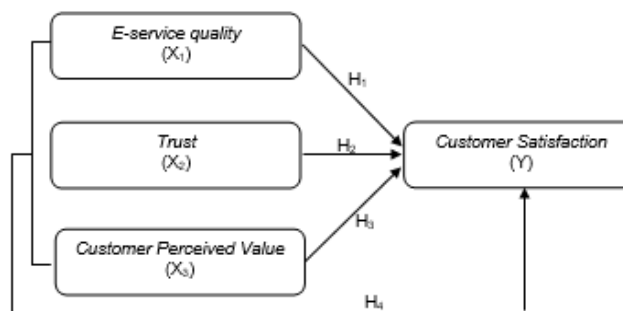 E-service quality
(X₁)
H₁
Trust
(X₂)
H₂
Customer Satisfaction
(Y)
Customer Perceived Value
(X₃)
H₃
H₄